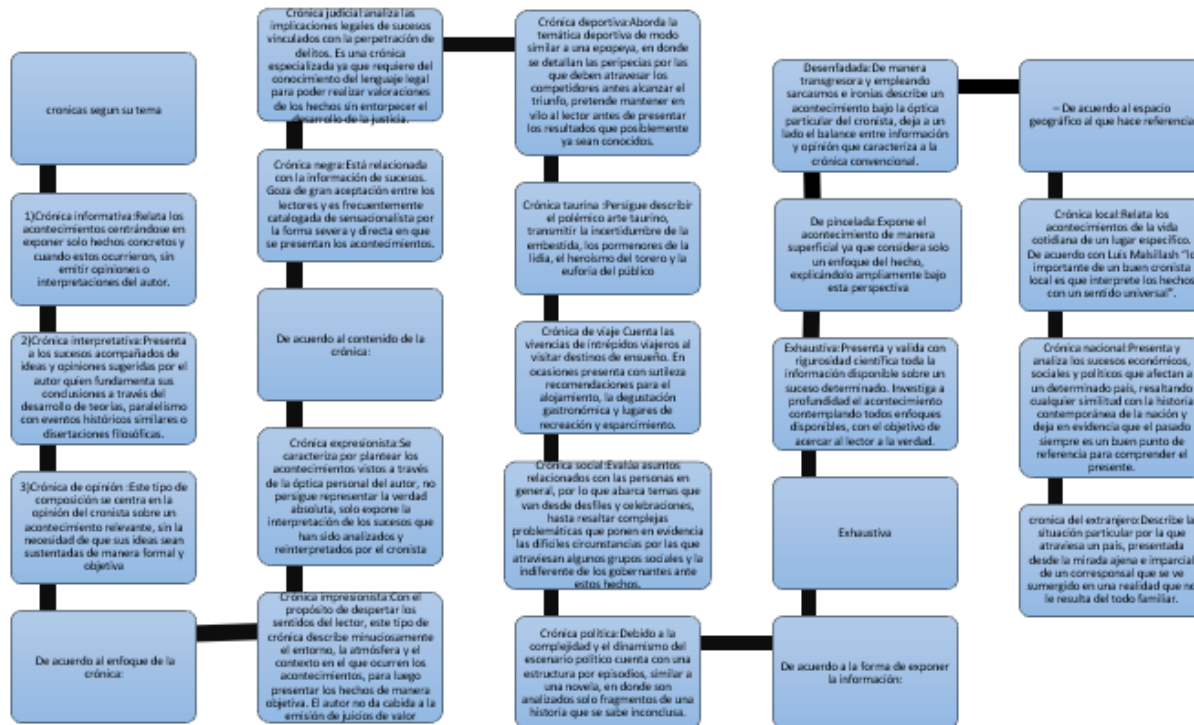 cronicas segun su tema
1)Crónica informativa:Relata los
acontecimientos centrándose en
exponer solo hechos concretos y
cuando estos ocurrieron, sin
emitir opiniones o
interpretaciones del autor.
2)Crónica interpretativa:Presenta
a los sucesos acompañados de
ideas y opiniones sugeridas por el
autor quien fundamenta sus
conclusiones a través del
desarrollo de teorías, paralelismo
con eventos históricos similares o
disertaciones filosóficas.
3)Crónica de opinión :Este tipo de
composición se centra en la
opinión del cronista sobre un
acontecimiento relevante, sin la
necesidad de que sus ideas sean
sustentadas de manera formal y
objetiva
De acuerdo al enfoque de la
crónica:
Crónica impresionista:Con el
propósito de despertar los
sentidos del lector, este tipo de
crónica describe minuciosamente
el entorno, la atmósfera y el
contexto en el que ocurren los
acontecimientos, para luego
presentar los hechos de manera
objetiva. El autor no da cabida a la
emisión de juicios de valor
Crónica expresionista:Se
caracteriza por plantear los
acontecimientos vistos a través
de la óptica personal del autor, no
persigue representar la verdad
absoluta, solo expone la
interpretación de los sucesos que
han sido analizados y
reinterpretados por el cronista
De acuerdo al contenido de la
crónica:
Crónica negra:Está relacionada
con la información de sucesos.
Goza de gran aceptación entre los
lectores y es frecuentemente
catalogada de sensacionalista por
la forma severa y directa en que
se presentan los acontecimientos.
Crónica judicial:analiza las
implicaciones legales de sucesos
vinculados con la perpetración de
delitos. Es una crónica
especializada ya que requiere del
conocimiento del lenguaje legal
para poder realizar valoraciones
de los hechos sin entorpecer el
desarrollo de la justicia.
Crónica deportiva:Aborda la
temática deportiva de modo
similar a una epopeya, en donde
se detallan las peripecias por las
que deben atravesar los
competidores antes alcanzar el
triunfo, pretende mantener en
vilo al lector antes de presentar
los resultados que posiblemente
ya sean conocidos.
Crónica taurina :Persigue describir
el polémico arte taurino,
transmitir la incertidumbre de la
embestida, los pormenores de la
lidia, el heroísmo del torero y la
euforia del público
Crónica de viaje Cuenta las
vivencias de intrépidos viajeros al
visitar destinos de ensueño. En
ocasiones presenta con sutileza
recomendaciones para el
alojamiento, la degustación
gastronómica y lugares de
recreación y esparcimiento.
Crónica social:Evalúa asuntos
relacionados con las personas en
general, por lo que abarca temas que
van desde desfiles y celebraciones,
hasta resaltar complejas
problemáticas que ponen en evidencia
las difíciles circunstancias por las que
atraviesan algunos grupos sociales y la
indiferente de los gobernantes ante
estos hechos.
Crónica política:Debido a la
complejidad y el dinamismo del
escenario político cuenta con una
estructura por episodios, similar a
una novela, en donde son
analizados solo fragmentos de una
historia que se sabe inconclusa.
De acuerdo a la forma de exponer
la información:
Exhaustiva
Exhaustiva:Presenta y valida con
rigurosidad científica toda la
información disponible sobre un
suceso determinado. Investiga a
profundidad el acontecimiento
contemplando todos enfoques
disponibles, con el objetivo de
acercar al lector a la verdad.
De pincelada:Expone el
acontecimiento de manera
superficial ya que considera solo
un enfoque del hecho,
explicándolo ampliamente bajo
esta perspectiva
Desenfadada:De manera
transgresora y empleando
sarcasmos e ironías describe un
acontecimiento bajo la óptica
particular del cronista, deja a un
lado el balance entre información
y opinión que caracteriza a la
crónica convencional.
– De acuerdo al espacio
geográfico al que hace referencia
Crónica local:Relata los
acontecimientos de la vida
cotidiana de un lugar específico.
De acuerdo con Luis Malsillash "lo
importante de un buen cronista
local es que interprete los hechos
con un sentido universal".
Crónica nacional:Presenta y
analiza los sucesos económicos,
sociales y políticos que afectan a
un determinado país, resaltando
cualquier similitud con la historia
contemporánea de la nación y
deja en evidencia que el pasado
siempre es un buen punto de
referencia para comprender el
presente.
cronica del extranjero:Describe la
situación particular por la que
atraviesa un país, presentada
desde la mirada ajena e imparcial
de un corresponsal que se ve
sumergido en una realidad que no
le resulta del todo familiar.